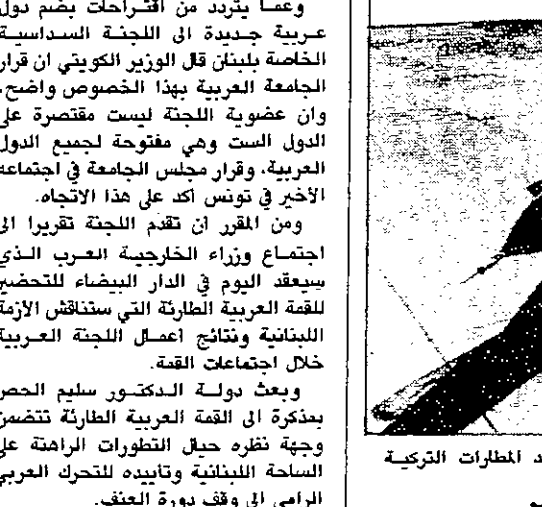 وعما يتردد من اقتراحات بضم دول
عربية جديدة الى اللجنة السداسية
الخاصة بلبنان قال الوزير الكويتي ان قرار
الجامعة العربية بهذا الخصوص واضح،
وان عضوية اللجنة ليست مقتصرة على
الدول الست وهي مفتوحة لجميع الدول
العربية، وقرار مجلس الجامعة في اجتماعه
الأخير في تونس أكد على هذا الاتجاه.
ومن المقرر ان تقدم اللجنة تقريرا الى
اجتماع وزراء الخارجية العرب الذي
سيعقد اليوم في الدار البيضاء للتحضير
للقمة العربية الطارئة التي ستناقش الأزمة
اللبنانية ونتائج اعمال اللجنة العربية
خلال اجتماعات القمة.
وبعث دولة الدكتور سليم الحص
بمذكرة الى القمة العربية الطارئة تتضمن
وجهة نظره حيال التطورات الراهنة على
الساحة اللبنانية وتاييده للتحرك العربي
الرامي الى وقف دورة العنف.
د المطارات التركية